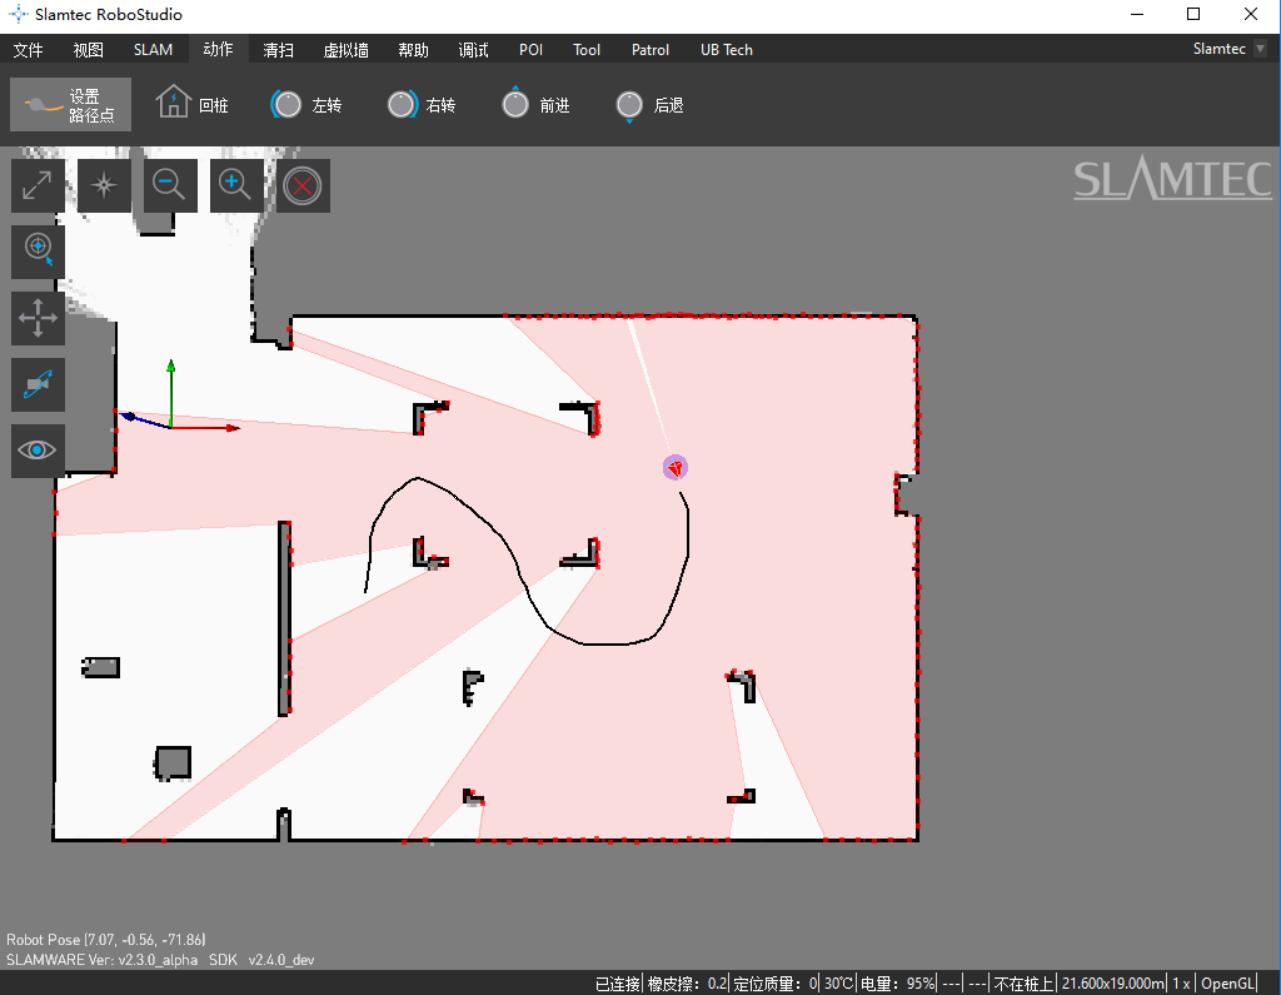 Slamtec RoboStudio
文件 视图 SLAM 动作 清扫 虚拟墙 帮助 调试 POI Tool Patrol UB Tech Slamtec
设置
路径点
回桩 左转 右转 前进 后退
SLAMTEC
Robot Pose (7.07, -0.56, -71.86)
SLAMWARE Ver: v2.3.0_alpha SDK v2.4.0_dev
已连接| 橡皮擦: 0.2| 定位质量: 0| 30℃| 电量: 95%| ---| ---| 不在桩上| 21.600x19.000m| 1 x| OpenGL|